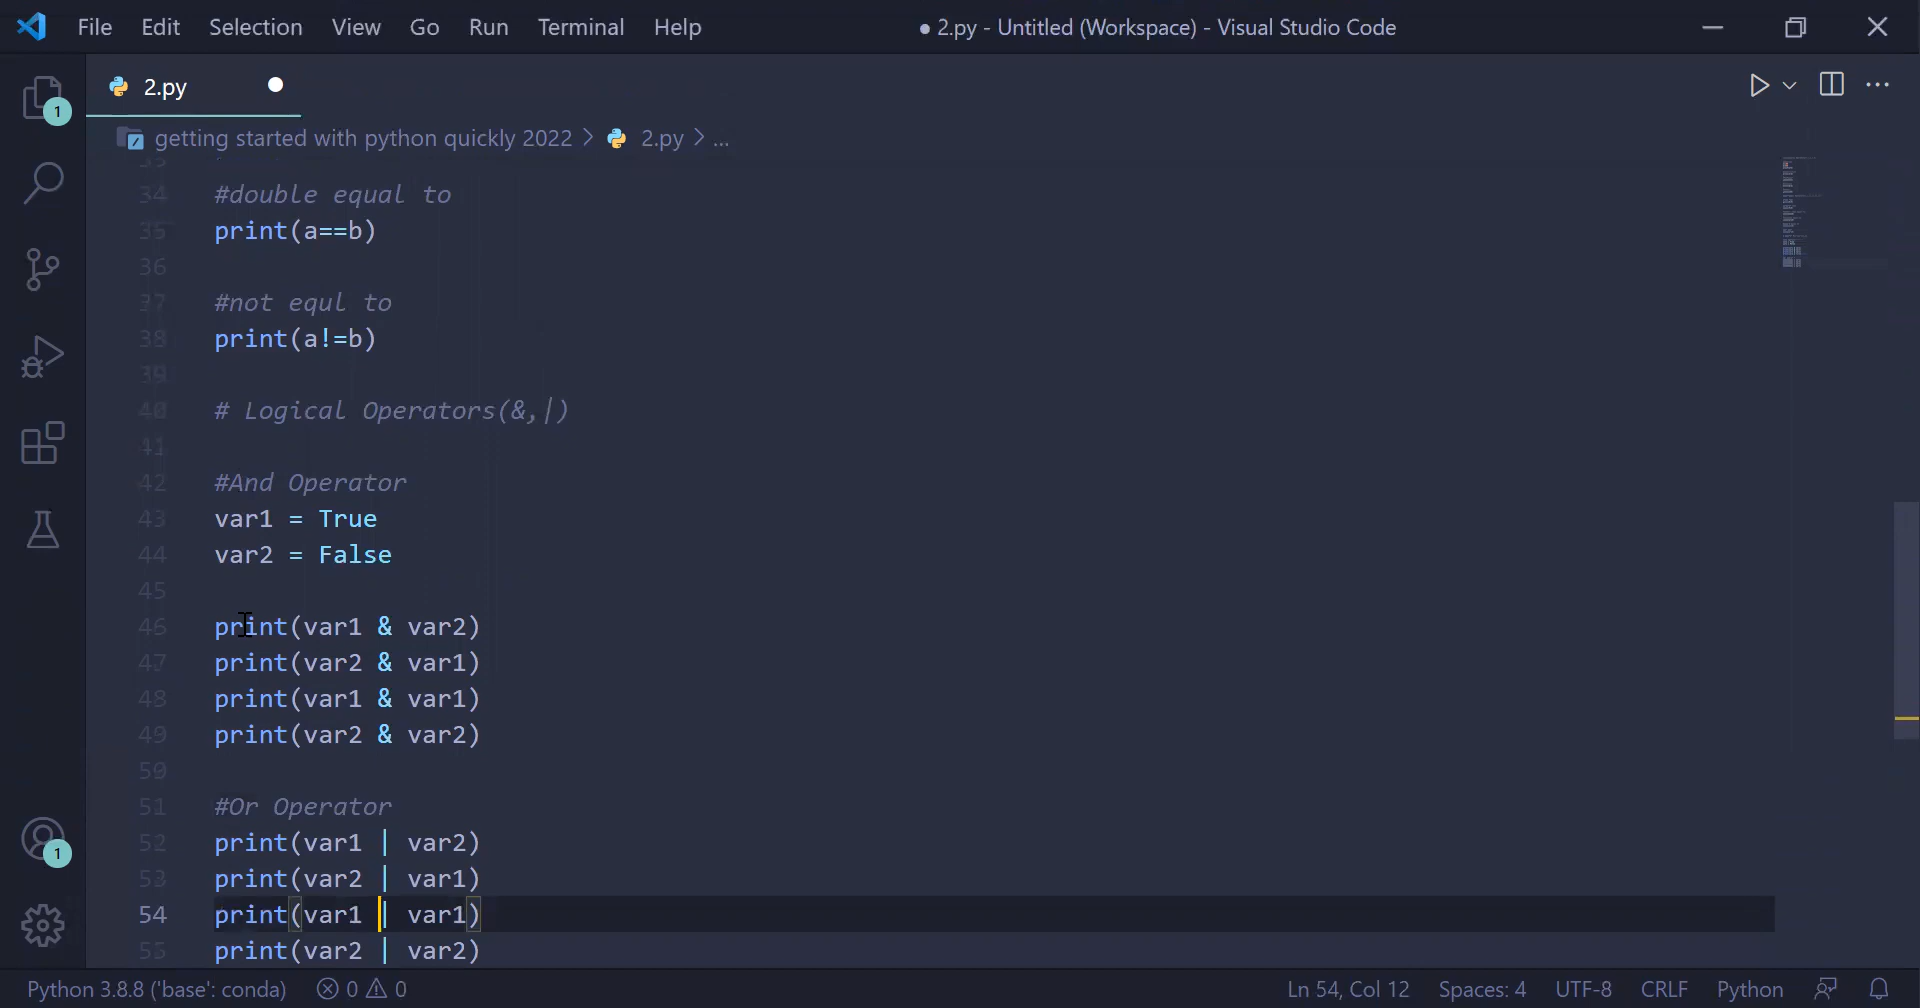 File Edit Selection View Go Run Terminal Help
● 2.py - Untitled (Workspace) - Visual Studio Code
2.py
getting started with python quickly 2022 > 2.py > ...
33
34 #double equal to
35 print(a==b)
36
37 #not equl to
38 print(a!=b)
39
40 # Logical Operators(&,|)
41
42 #And Operator
43 var1 = True
44 var2 = False
45
46 print(var1 & var2)
47 print(var2 & var1)
48 print(var1 & var1)
49 print(var2 & var2)
50
51 #Or Operator
52 print(var1 | var2)
53 print(var2 | var1)
54 print(var1 | var1)
55 print(var2 | var2)
1
1
Python 3.8.8 ('base': conda) 0 0 Ln 54, Col 12 Spaces: 4 UTF-8 CRLF Python